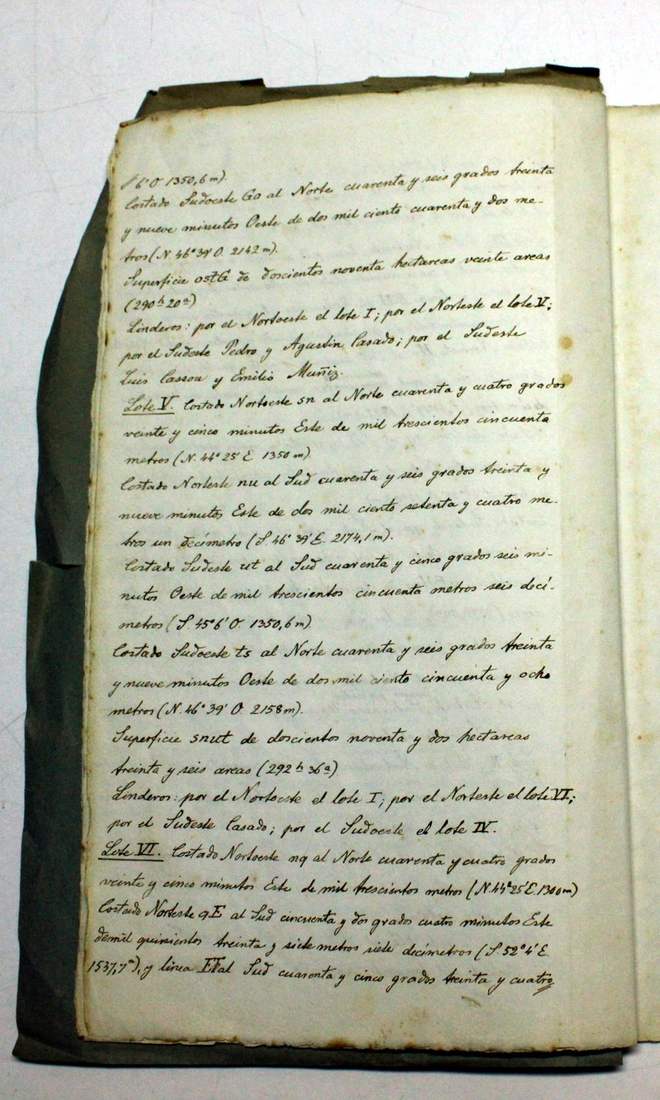 6' O. 1350,6 m).
Costado Sudoeste Go al Norte cuarenta y seis grados treinta
y nueve minutos Oeste de dos mil ciento cuarenta y dos me-
tros (N. 46° 39' O. 2142 m).
Superficie de doscientos noventa hectareas veinte areas
(290 h 20 a)
Linderos: por el Noroeste el lote I; por el Noreste el lote V;
por el Sudeste Pedro y Agustin Casado; por el Sudeste
Luis Cassou y Emilio Muñiz.
Lote V. Costado Noroeste sn al Norte cuarenta y cuatro grados
veinte y cinco minutos Este de mil trescientos cincuenta
metros (N. 44° 25' E. 1350 m).
Costado Noreste nu al Sud cuarenta y seis grados treinta y
nueve minutos Este de dos mil ciento setenta y cuatro me-
tros un decímetro (S. 46° 39' E. 2174,1 m).
Costado Sudeste ut al Sud cuarenta y cinco grados seis mi-
nutos Oeste de mil trescientos cincuenta metros seis decí-
metros (S. 45° 6' O. 1350,6 m).
Costado Sudoeste ts al Norte cuarenta y seis grados treinta
y nueve minutos Oeste de dos mil ciento cincuenta y ocho
metros (N. 46° 39' O. 2158 m).
Superficie snut de doscientos noventa y dos hectareas
treinta y seis areas (292 h 36 a)
Linderos: por el Noroeste el lote I; por el Noreste el lote VI;
por el Sudeste Casado; por el Sudoeste el lote IV.
Lote VI. Costado Noroeste nq al Norte cuarenta y cuatro grados
veinte y cinco minutos Este de mil trescientos metros (N. 44° 25' E. 1300 m)
Costado Noreste qE al Sud cincuenta y dos grados cuatro minutos Este
de mil quinientos treinta y siete metros siete decímetros (S. 52° 4' E
1537,7 m), y linea al Sud cuarenta y cinco grados treinta y cuatro